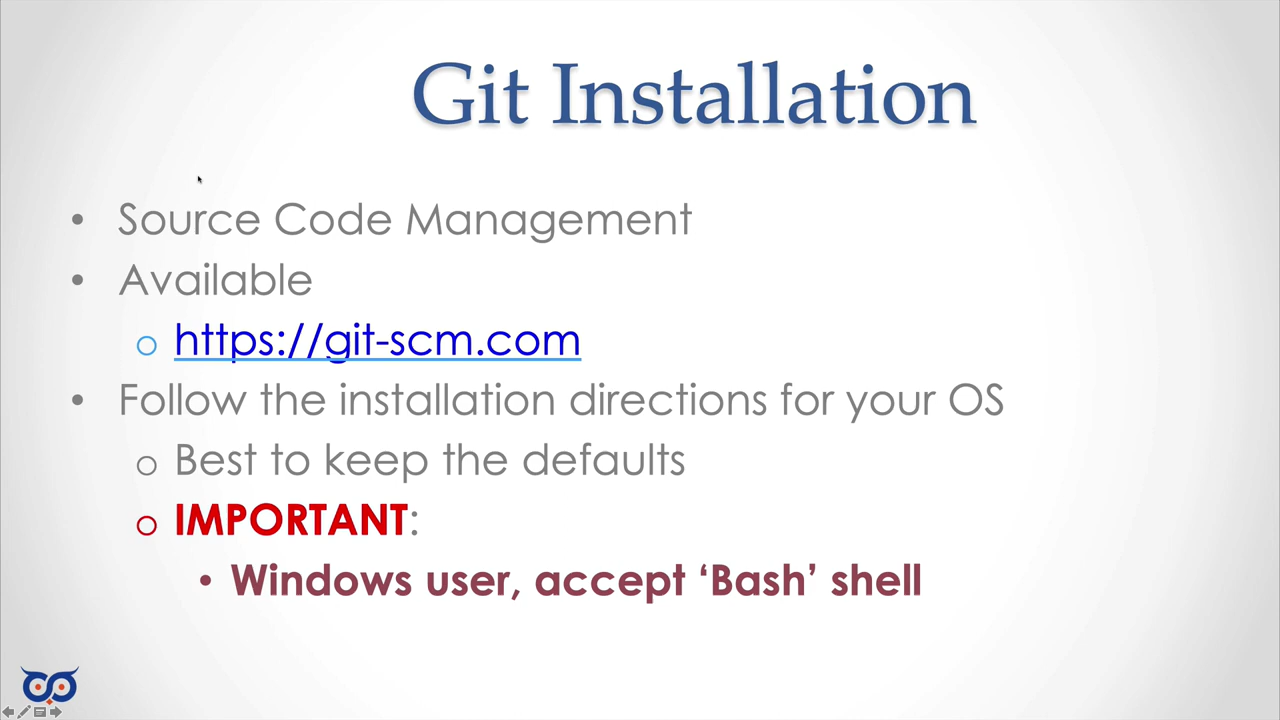 Git Installation
• Source Code Management
• Available
o https://git-scm.com
• Follow the installation directions for your OS
o Best to keep the defaults
o IMPORTANT:
• Windows user, accept ‘Bash’ shell